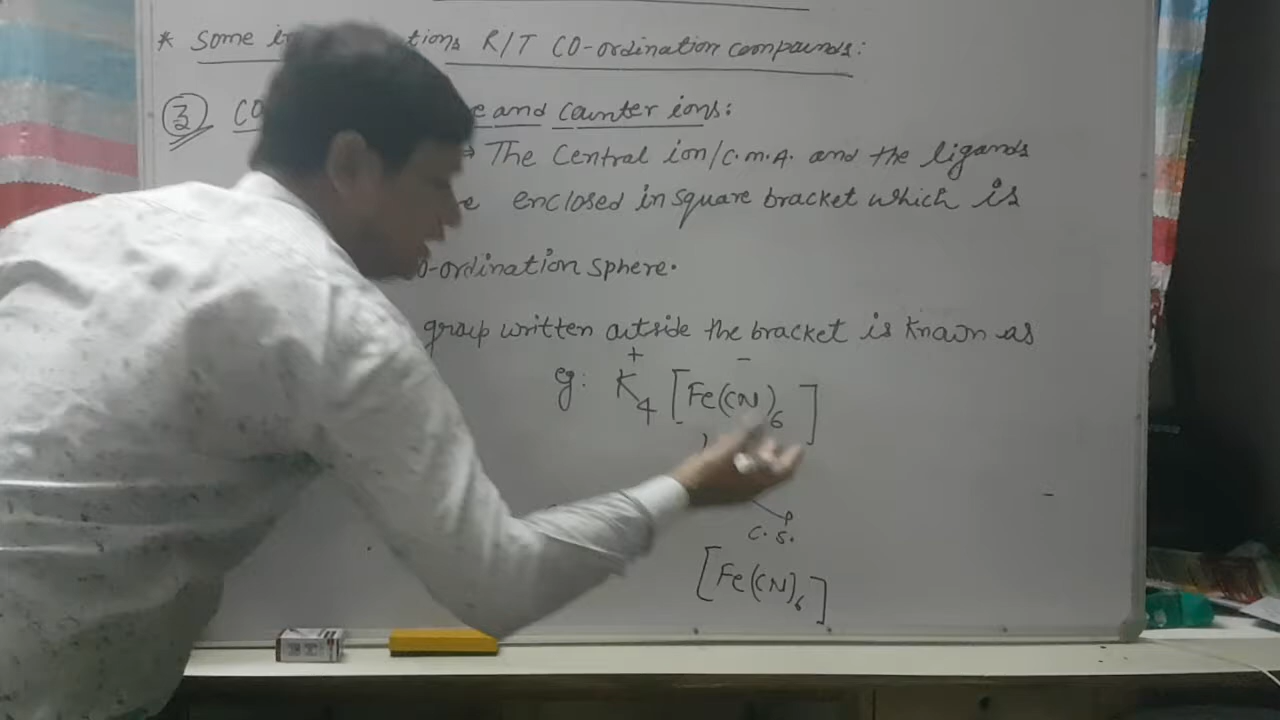 * Some tions R/T CO-ordination compounds:
③ CO e and Counter ions:
→ The Central ion/C.M.A. and the ligands
e enclosed in square bracket which is
o-ordination sphere.
group written outside the bracket is known as
+ -
eg: K4 [Fe(CN)6]
C.S.
[Fe(CN)6]